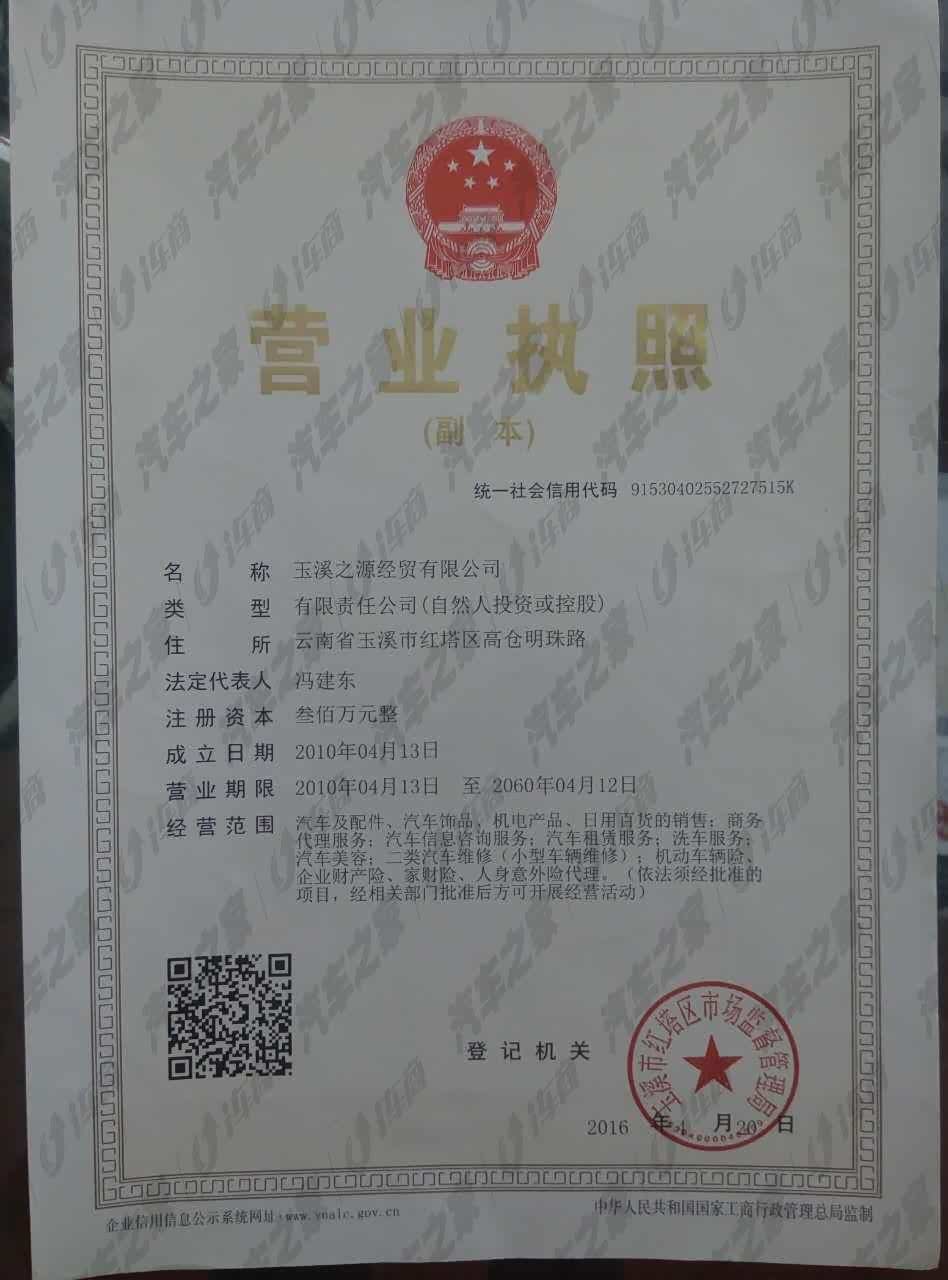 营业执照
(副 本)
统一社会信用代码 91530402552727515K
名 称 玉溪之源经贸有限公司
类 型 有限责任公司(自然人投资或控股)
住 所 云南省玉溪市红塔区高仓明珠路
法定代表人 冯建东
注册资本 叁佰万元整
成立日期 2010年04月13日
营业期限 2010年04月13日 至 2060年04月12日
经营范围 汽车及配件、汽车饰品、机电产品、日用百货的销售；商务
代理服务；汽车信息咨询服务；汽车租赁服务；洗车服务；
汽车美容；二类汽车维修（小型车辆维修）；机动车辆险、
企业财产险、家财险、人身意外险代理。（依法须经批准的
项目，经相关部门批准后方可开展经营活动）
登记机关
玉溪市红塔区市场监督管理局
2016 年 4 月 20 日
企业信用信息公示系统网址:www.ynaic.gov.cn
中华人民共和国国家工商行政管理总局监制
汽车之家
i车商